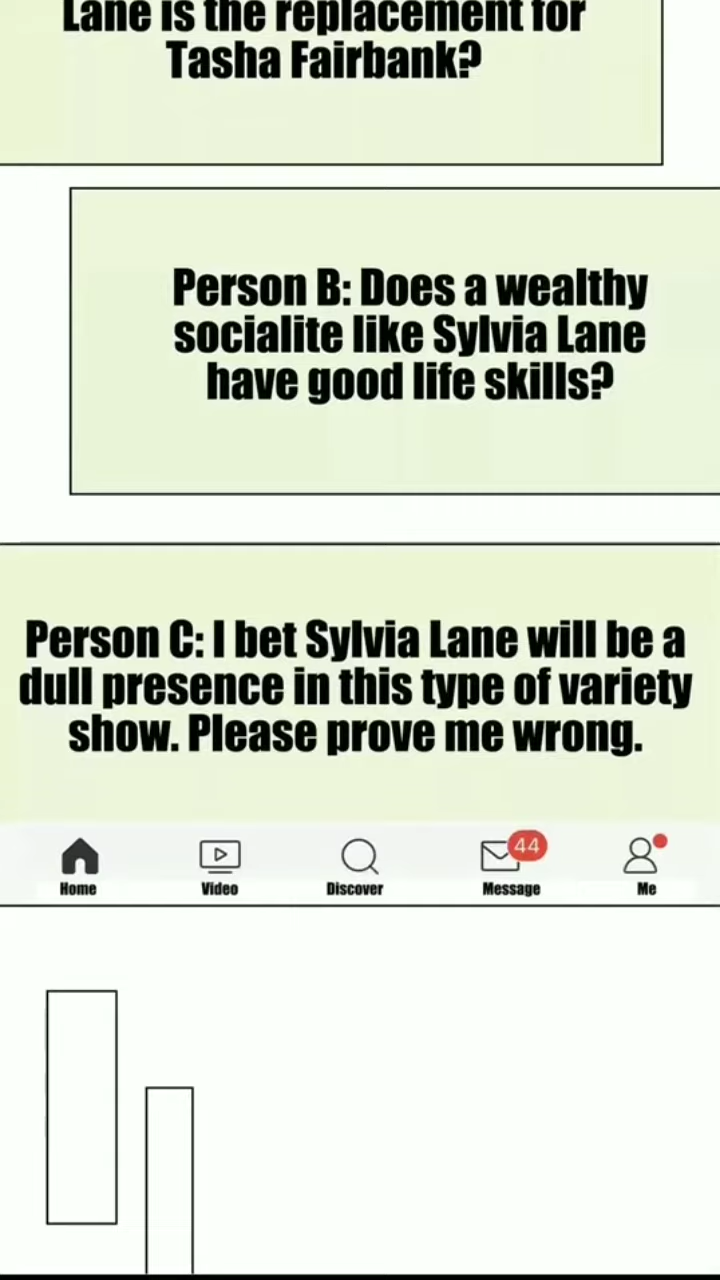 Lane is the replacement for
Tasha Fairbank?
Person B: Does a wealthy
socialite like Sylvia Lane
have good life skills?
Person C: I bet Sylvia Lane will be a
dull presence in this type of variety
show. Please prove me wrong.
44
Home
Video
Discover
Message
Me